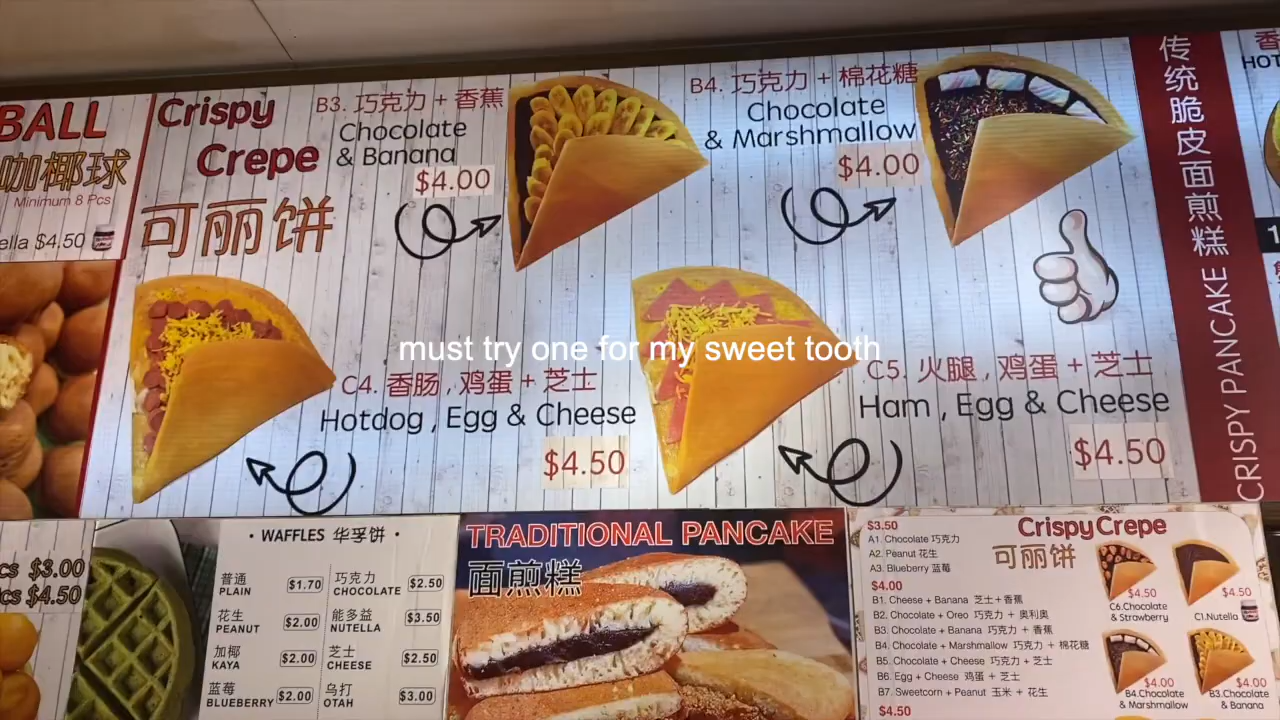 BALL
咖椰球
Minimum 8 Pcs
ella $4.50
Crispy
Crepe
可丽饼
B3. 巧克力 + 香蕉
Chocolate
& Banana
$4.00
B4. 巧克力 + 棉花糖
Chocolate
& Marshmallow
$4.00
must try one for my sweet tooth
C4. 香肠 , 鸡蛋 + 芝士
Hotdog , Egg & Cheese
$4.50
C5. 火腿 , 鸡蛋 + 芝士
Ham , Egg & Cheese
$4.50
传统脆皮面煎糕 CRISPY PANCAKE
香
HOT
cs $3.00
cs $4.50
· WAFFLES 华孚饼 ·
普通
PLAIN
$1.70
巧克力
CHOCOLATE
$2.50
花生
PEANUT
$2.00
能多益
NUTELLA
$3.50
加椰
KAYA
$2.00
芝士
CHEESE
$2.50
蓝莓
BLUEBERRY
$2.00
乌打
OTAH
$3.00
TRADITIONAL PANCAKE
面煎糕
Crispy Crepe
可丽饼
$3.50
A1. Chocolate 巧克力
A2. Peanut 花生
A3. Blueberry 蓝莓
$4.00
B1. Cheese + Banana 芝士 + 香蕉
B2. Chocolate + Oreo 巧克力 + 奥利奥
B3. Chocolate + Banana 巧克力 + 香蕉
B4. Chocolate + Marshmallow 巧克力 + 棉花糖
B5. Chocolate + Cheese 巧克力 + 芝士
B6. Egg + Cheese 鸡蛋 + 芝士
B7. Sweetcorn + Peanut 玉米 + 花生
$4.50
$4.50
C6.Chocolate
& Strawberry
$4.50
C1.Nutella
$4.00
B4.Chocolate
& Marshmallow
$4.00
B3.Chocolate
& Banana